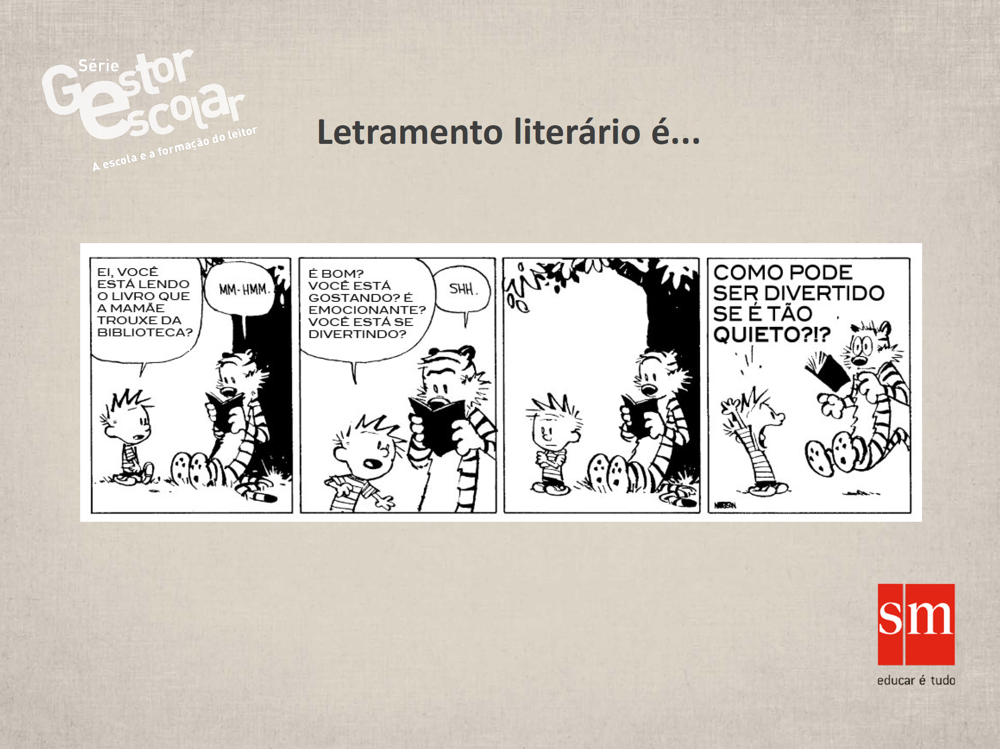 Série
Gestor
escolar
A escola e a formação do leitor
Letramento literário é...
EI, VOCÊ
ESTÁ LENDO
O LIVRO QUE
A MAMÃE
TROUXE DA
BIBLIOTECA?
MM-HMM.
É BOM?
VOCÊ ESTÁ
GOSTANDO? É
EMOCIONANTE?
VOCÊ ESTÁ SE
DIVERTINDO?
SHH.
COMO PODE
SER DIVERTIDO
SE É TÃO
QUIETO?!?
sm
educar é tudo